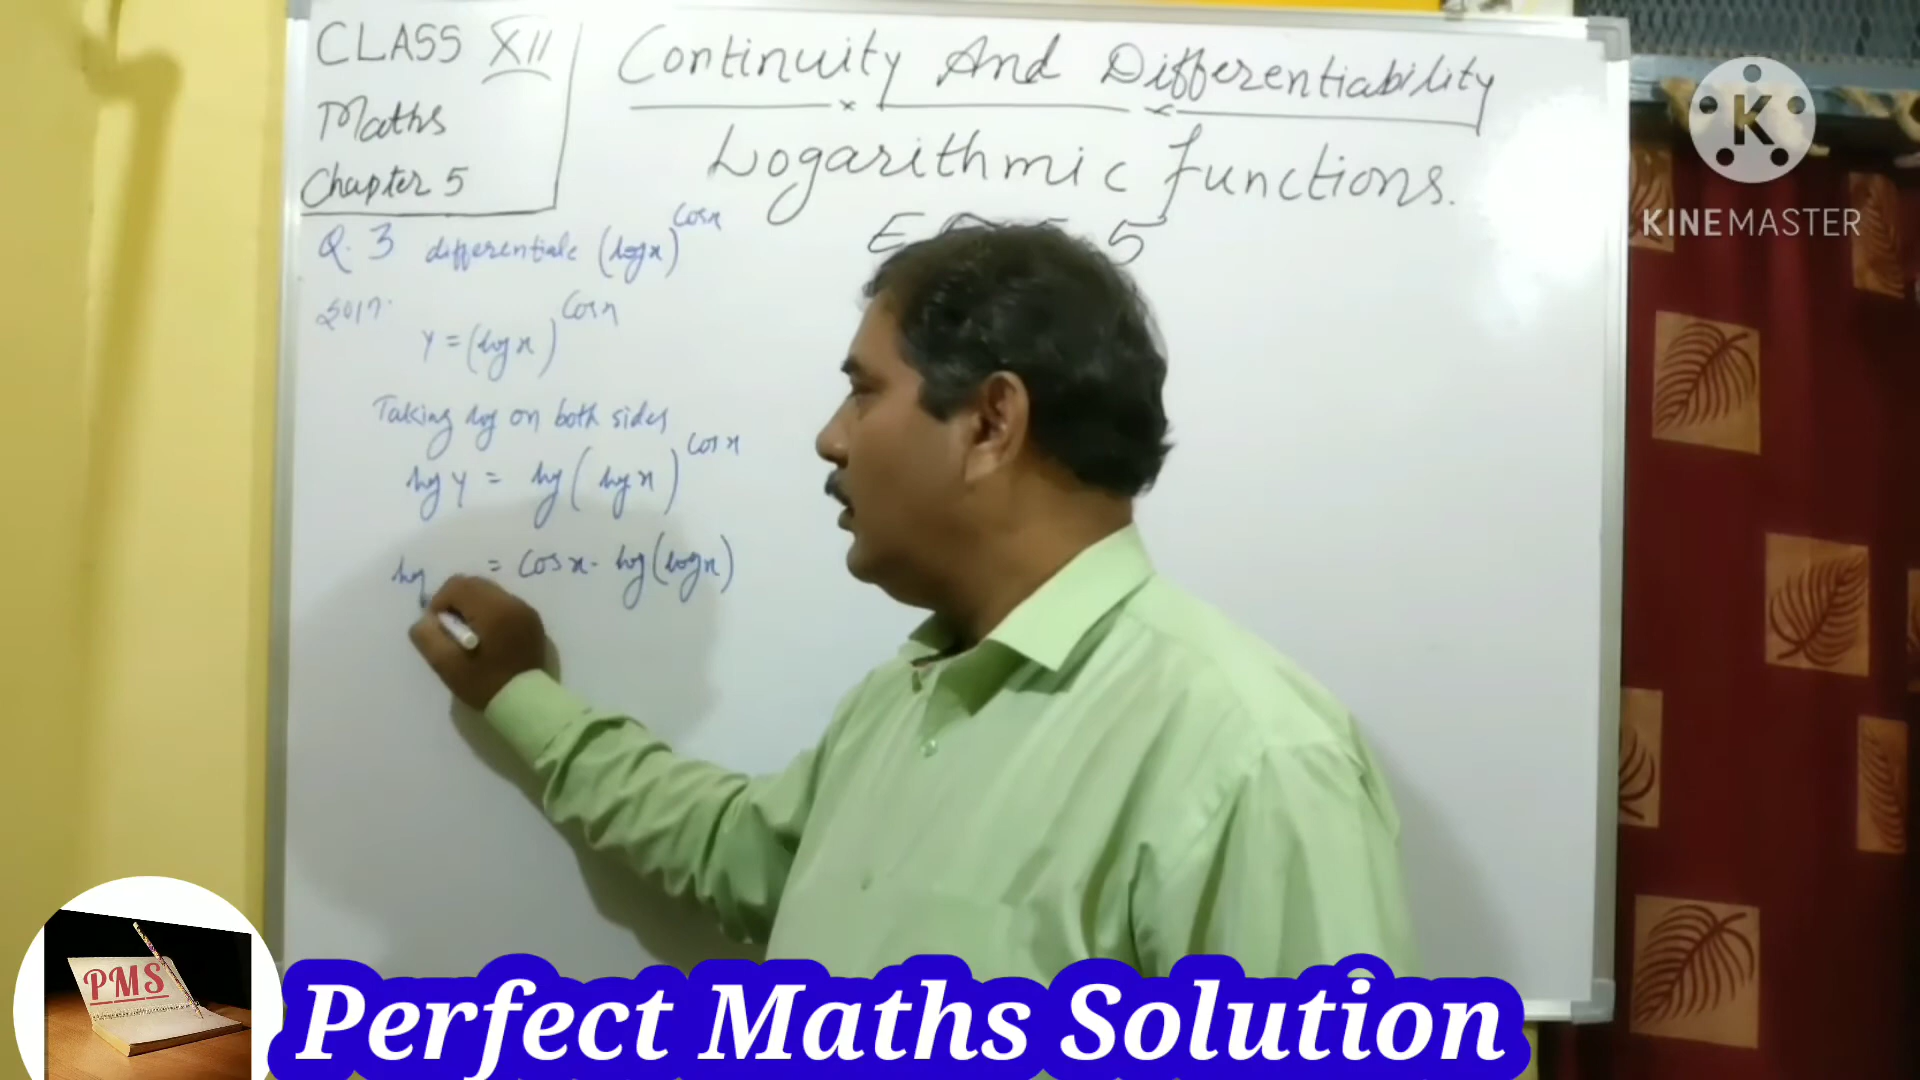 CLASS XII
Maths
Chapter 5
Continuity And Differentiability
Logarithmic Functions.
5
Q. 3 differentiate (log x)^cos x
2017.
Y = (log x)^cos x
Taking log on both sides
log Y = log (log x)^cos x
log = cos x · log (log x)
K
KINEMASTER
PMS
Perfect Maths Solution